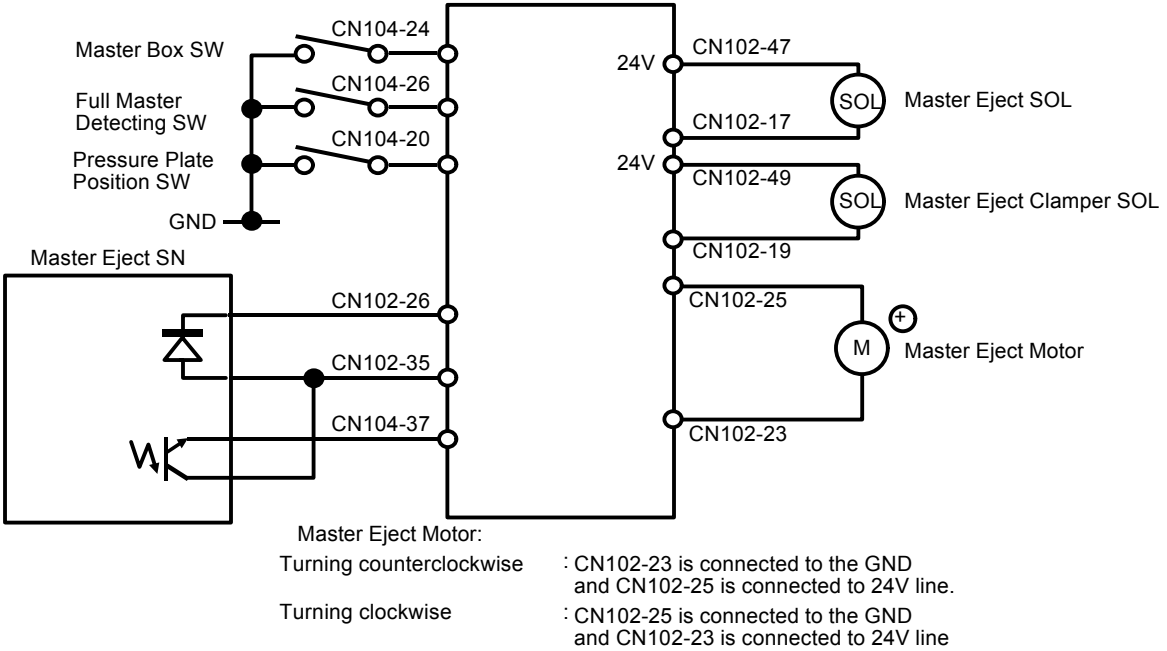 Master Box SW
CN104-24
Full Master
Detecting SW
CN104-26
Pressure Plate
Position SW
CN104-20
GND
Master Eject SN
CN102-26
CN102-35
CN104-37
24V
CN102-47
SOL
Master Eject SOL
CN102-17
24V
CN102-49
SOL
Master Eject Clamper SOL
CN102-19
CN102-25
+
M
Master Eject Motor
CN102-23
Master Eject Motor:
Turning counterclockwise : CN102-23 is connected to the GND
and CN102-25 is connected to 24V line.
Turning clockwise : CN102-25 is connected to the GND
and CN102-23 is connected to 24V line